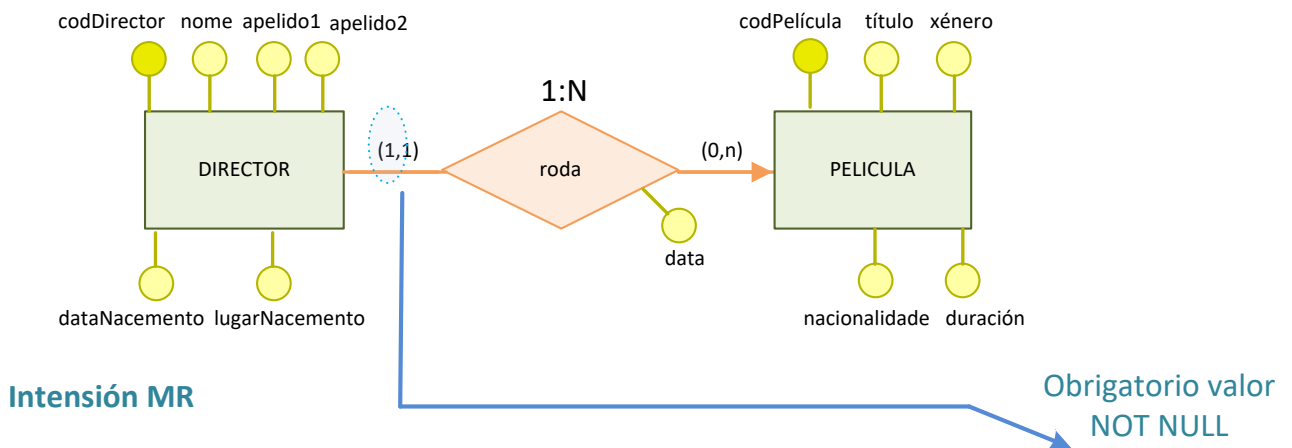 codDirector nome apelido1 apelido2
codPelícula título xénero
1:N
DIRECTOR
(1,1)
roda
(0,n)
PELICULA
data
dataNacemento lugarNacemento
nacionalidade duración
Intensión MR
Obrigatorio valor
NOT NULL